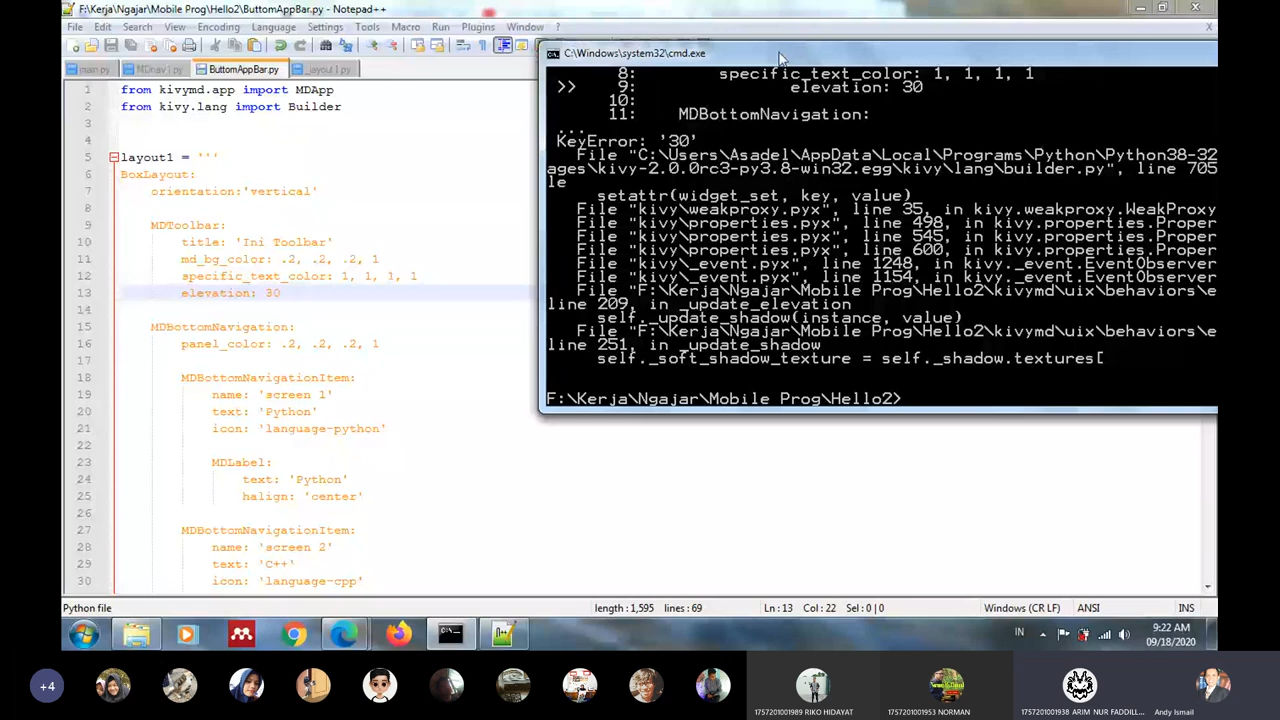 F:\Kerja\Ngajar\Mobile Prog\Hello2\ButtomAppBar.py - Notepad++
File Edit Search View Encoding Language Settings Tools Macro Run Plugins Window ?
main.py MDnav1.py ButtomAppBar.py layout1.py
1 from kivymd.app import MDApp
2 from kivy.lang import Builder
3
4
5 layout1 = '''
6 BoxLayout:
7 orientation:'vertical'
8
9 MDToolbar:
10 title: 'Ini Toolbar'
11 md_bg_color: .2, .2, .2, 1
12 specific_text_color: 1, 1, 1, 1
13 elevation: 30
14
15 MDBottomNavigation:
16 panel_color: .2, .2, .2, 1
17
18 MDBottomNavigationItem:
19 name: 'screen 1'
20 text: 'Python'
21 icon: 'language-python'
22
23 MDLabel:
24 text: 'Python'
25 halign: 'center'
26
27 MDBottomNavigationItem:
28 name: 'screen 2'
29 text: 'C++'
30 icon: 'language-cpp'
C:\Windows\system32\cmd.exe
8: specific_text_color: 1, 1, 1, 1
>> 9: elevation: 30
10:
11: MDBottomNavigation:
...
KeyError: '30'
File "C:\Users\Asadel\AppData\Local\Programs\Python\Python38-32
ages\kivy-2.0.0rc3-py3.8-win32.egg\kivy\lang\builder.py", line 705
le
setattr(widget_set, key, value)
File "kivy\weakproxy.pyx", line 35, in kivy.weakproxy.WeakProxy
File "kivy\properties.pyx", line 498, in kivy.properties.Proper
File "kivy\properties.pyx", line 545, in kivy.properties.Proper
File "kivy\properties.pyx", line 600, in kivy.properties.Proper
File "kivy\_event.pyx", line 1248, in kivy._event.EventObserver
File "kivy\_event.pyx", line 1154, in kivy._event.EventObserver
File "F:\Kerja\Ngajar\Mobile Prog\Hello2\kivymd\uix\behaviors\e
line 209, in _update_elevation
self._update_shadow(instance, value)
File "F:\Kerja\Ngajar\Mobile Prog\Hello2\kivymd\uix\behaviors\e
line 251, in _update_shadow
self._soft_shadow_texture = self._shadow.textures[
F:\Kerja\Ngajar\Mobile Prog\Hello2>
Python file length : 1,595 lines : 69 Ln : 13 Col : 22 Sel : 0 | 0 Windows (CR LF) ANSI INS
IN
9:22 AM
09/18/2020
+4
1757201001989 RIKO HIDAYAT
1757201001953 NORMAN
1757201001938 ARIM NUR FADDILL...
Andy Ismail